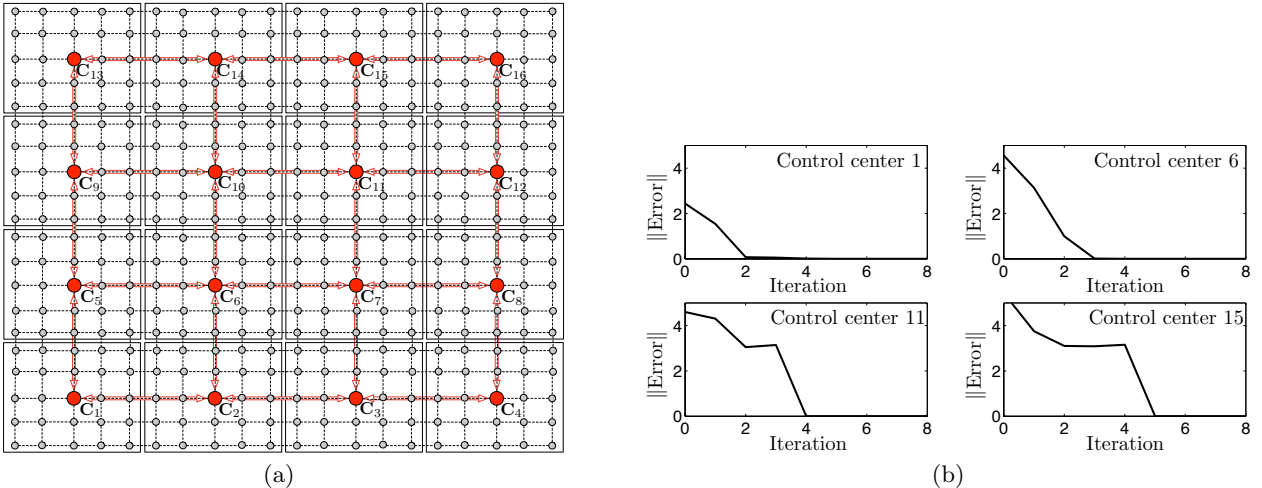 C₁₃ C₁₄ C₁₅ C₁₆
C₉ C₁₀ C₁₁ C₁₂
C₅ C₆ C₇ C₈
C₁ C₂ C₃ C₄
(a)
Control center 1
‖Error‖
4
2
0
0 2 4 6 8
Iteration
Control center 6
‖Error‖
4
2
0
0 2 4 6 8
Iteration
Control center 11
‖Error‖
4
2
0
0 2 4 6 8
Iteration
Control center 15
‖Error‖
4
2
0
0 2 4 6 8
Iteration
(b)